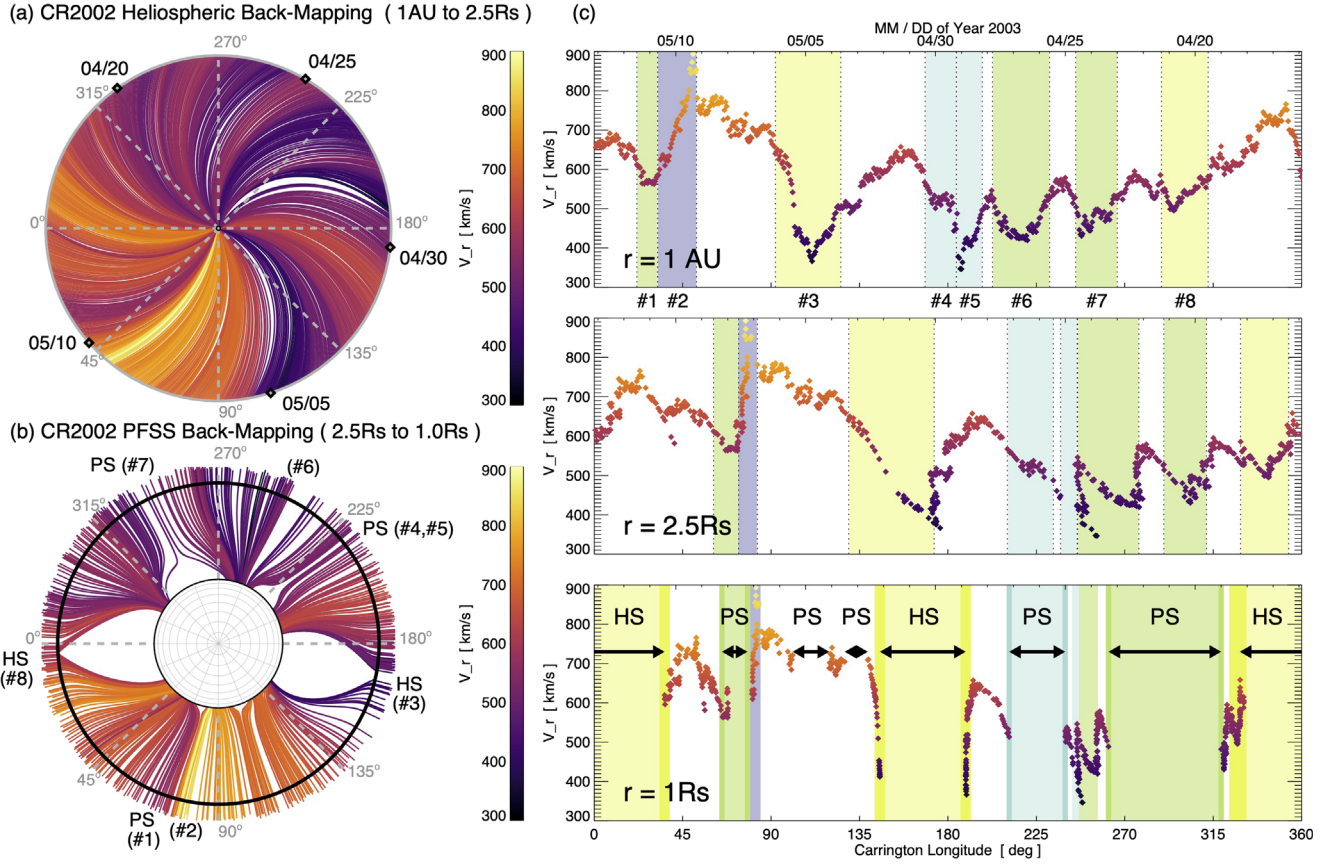 (a) CR2002 Heliospheric Back-Mapping ( 1AU to 2.5Rs )
270°
04/25
04/20
315°
225°
0°
180°
04/30
05/10
45°
135°
05/05
90°
900
800
700
600
500
400
300
V_r [ km/s ]
(b) CR2002 PFSS Back-Mapping ( 2.5Rs to 1.0Rs )
270°
PS (#7)
(#6)
315°
225°
PS (#4,#5)
0°
180°
HS
(#8)
HS
(#3)
45°
135°
PS
(#1)
(#2)
90°
900
800
700
600
500
400
300
V_r [ km/s ]
(c)
MM / DD of Year 2003
05/10 05/05 04/30 04/25 04/20
900
800
700
600
500
400
300
V_r [ km/s ]
r = 1 AU
#1 #2 #3 #4 #5 #6 #7 #8
900
800
700
600
500
400
300
V_r [ km/s ]
r = 2.5Rs
900
800
700
600
500
400
300
V_r [ km/s ]
HS PS PS PS HS PS PS HS
r = 1Rs
0 45 90 135 180 225 270 315 360
Carrington Longitude [ deg ]